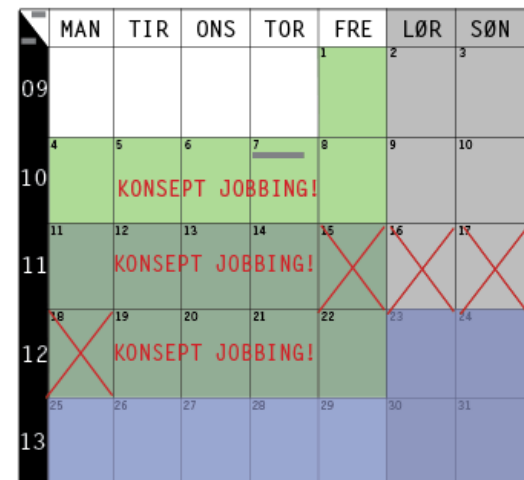 MAN TIR ONS TOR FRE LØR SØN
09 1 2 3
4 5 6 7 8 9 10
10 KONSEPT JOBBING!
11 12 13 14 15 16 17
11 KONSEPT JOBBING!
18 19 20 21 22 23 24
12 KONSEPT JOBBING!
25 26 27 28 29 30 31
13